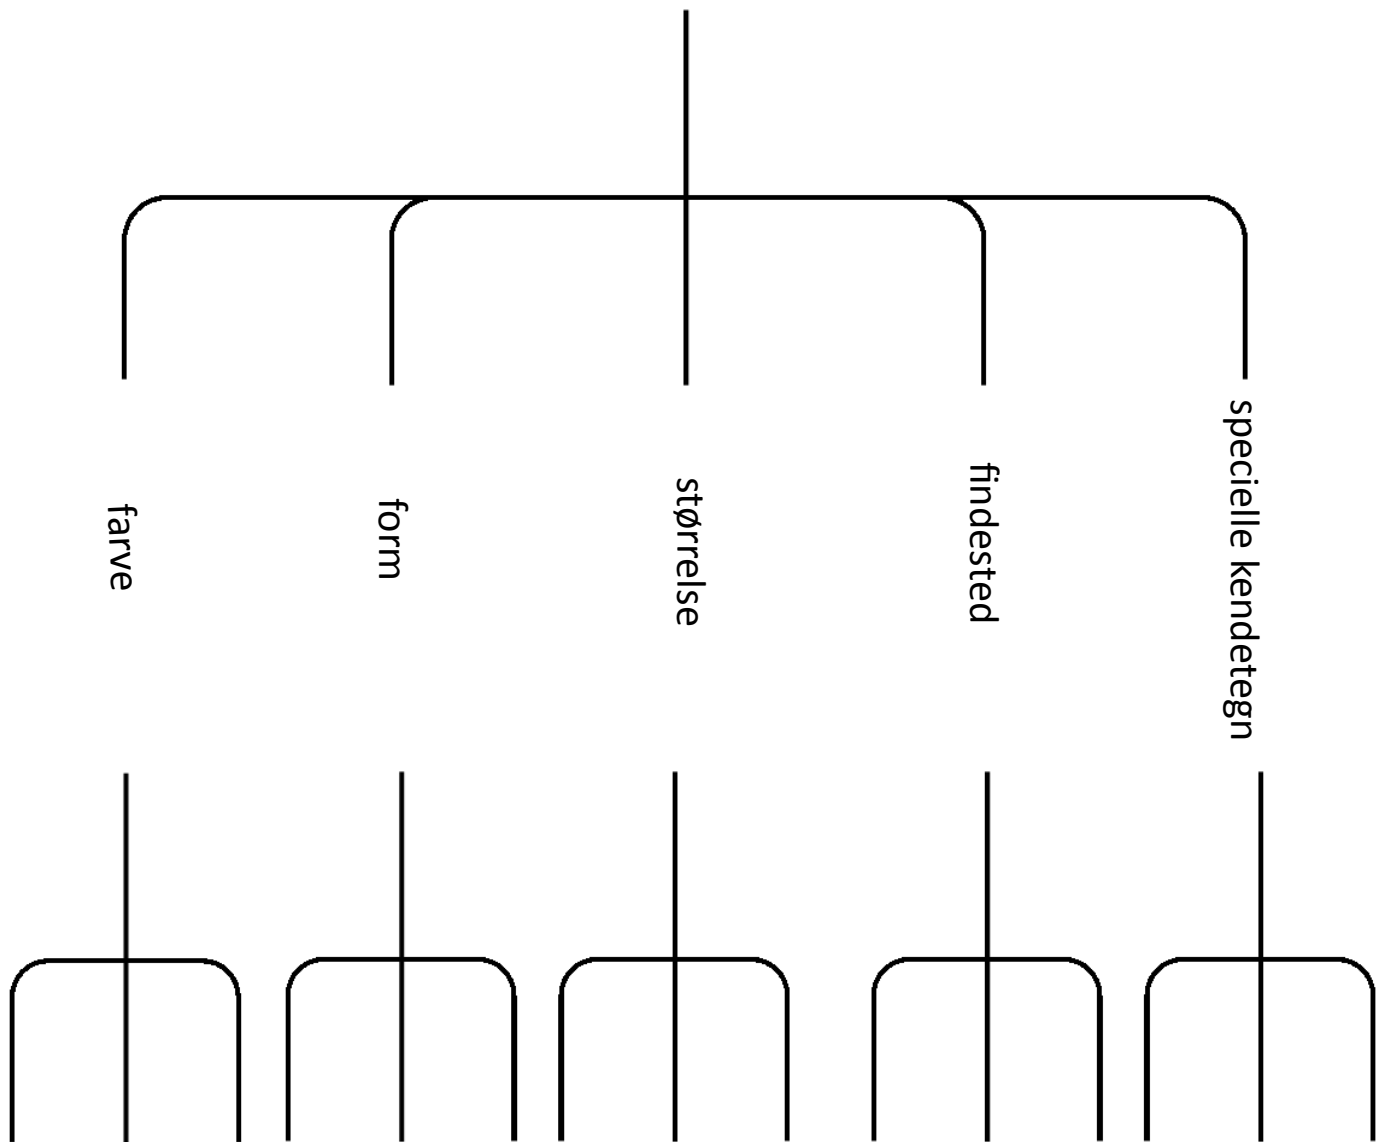 farve
form
størrelse
findested
specielle kendetegn